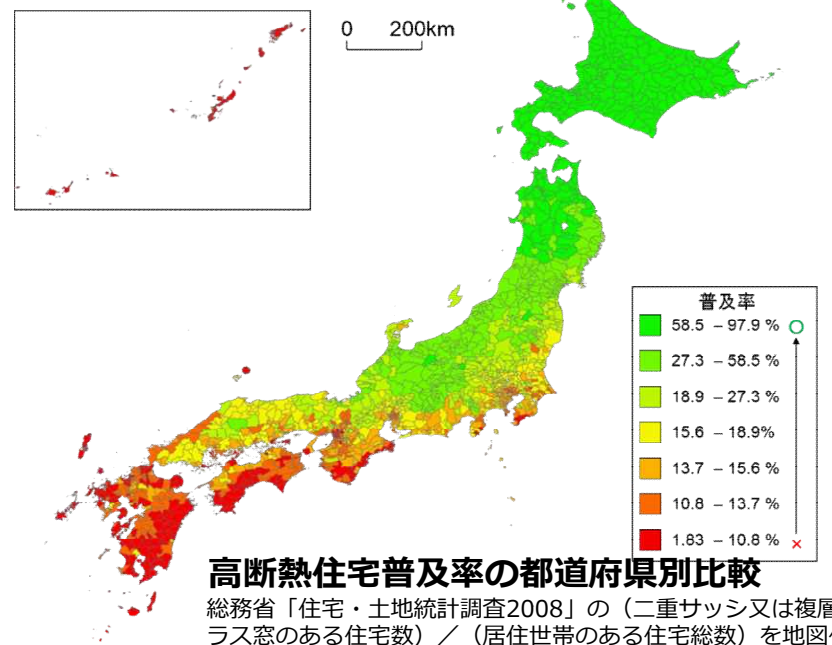 0 200km
普及率
58.5 – 97.9 % ○
27.3 – 58.5 %
18.9 – 27.3 %
15.6 – 18.9%
13.7 – 15.6 %
10.8 – 13.7 %
1.83 – 10.8 % ×
高断熱住宅普及率の都道府県別比較
総務省「住宅・土地統計調査2008」の（二重サッシ又は複層
ラス窓のある住宅数）／（居住世帯のある住宅総数）を地図